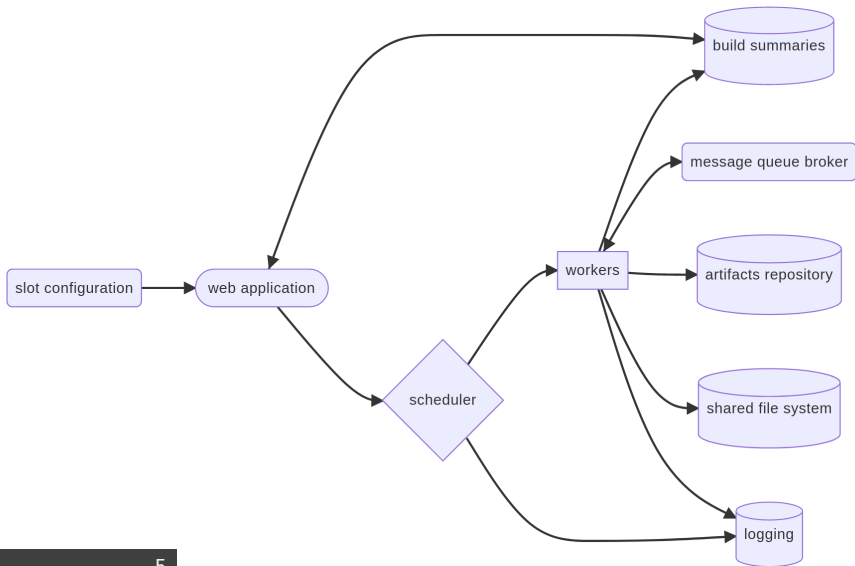 build summaries
message queue broker
workers
artifacts repository
slot configuration
web application
scheduler
shared file system
logging
5